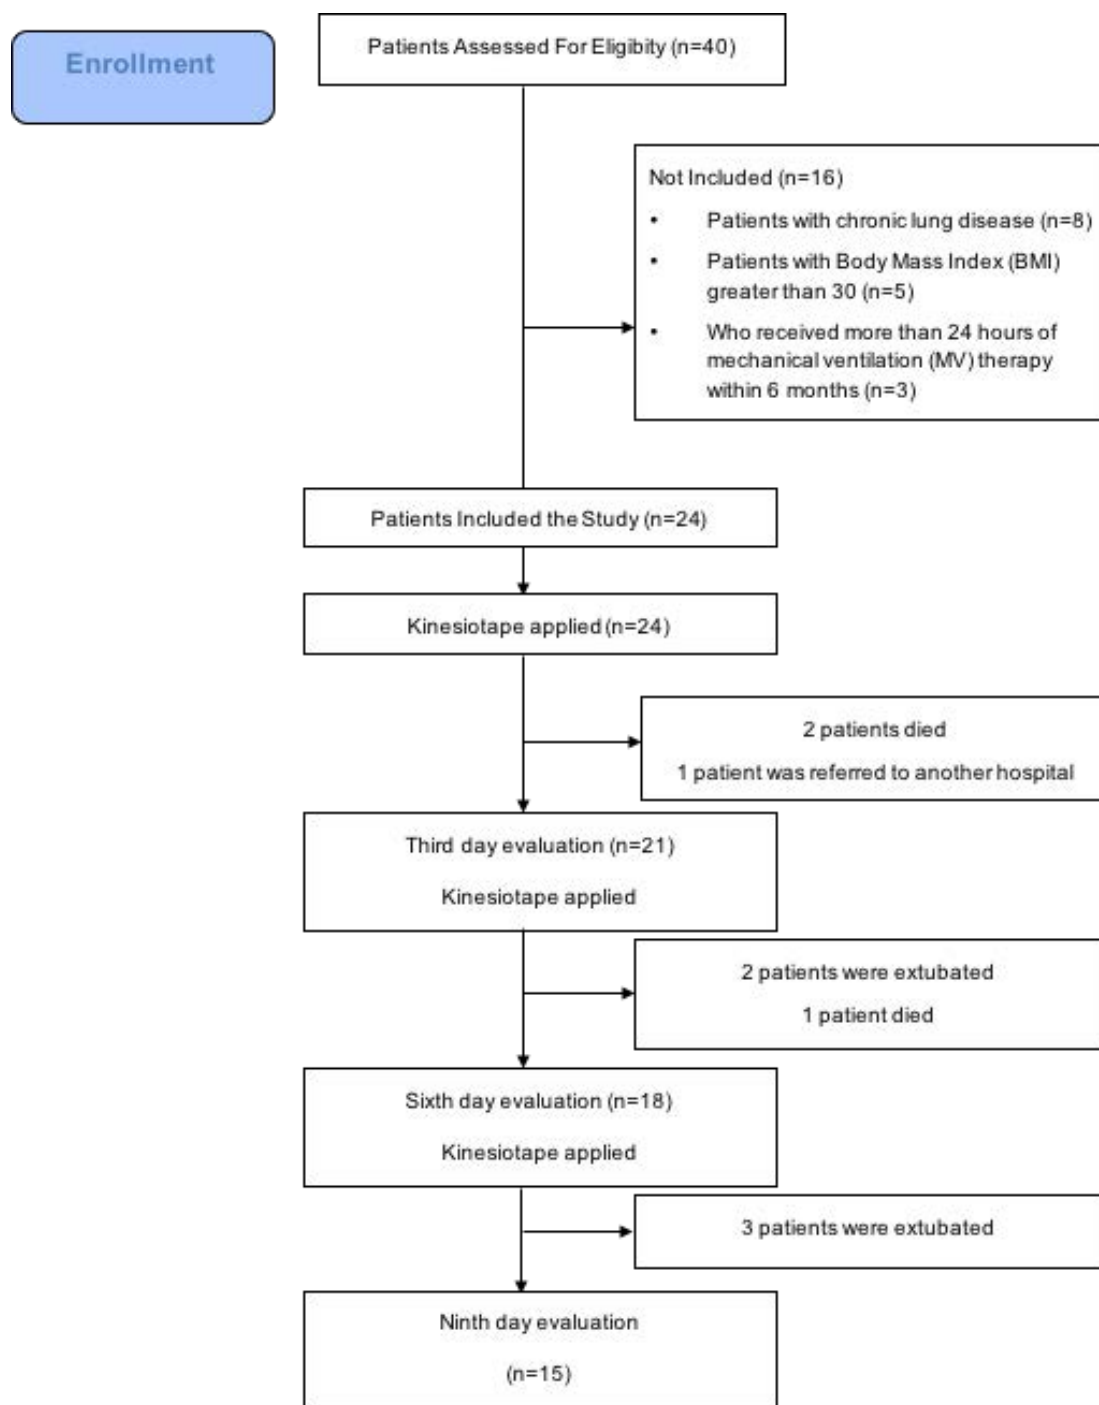 Enrollment
Patients Assessed For Eligibity (n=40)
Not Included (n=16)
• Patients with chronic lung disease (n=8)
• Patients with Body Mass Index (BMI)
greater than 30 (n=5)
• Who received more than 24 hours of
mechanical ventilation (MV) therapy
within 6 months (n=3)
Patients Included the Study (n=24)
Kinesiotape applied (n=24)
2 patients died
1 patient was referred to another hospital
Third day evaluation (n=21)
Kinesiotape applied
2 patients were extubated
1 patient died
Sixth day evaluation (n=18)
Kinesiotape applied
3 patients were extubated
Ninth day evaluation
(n=15)